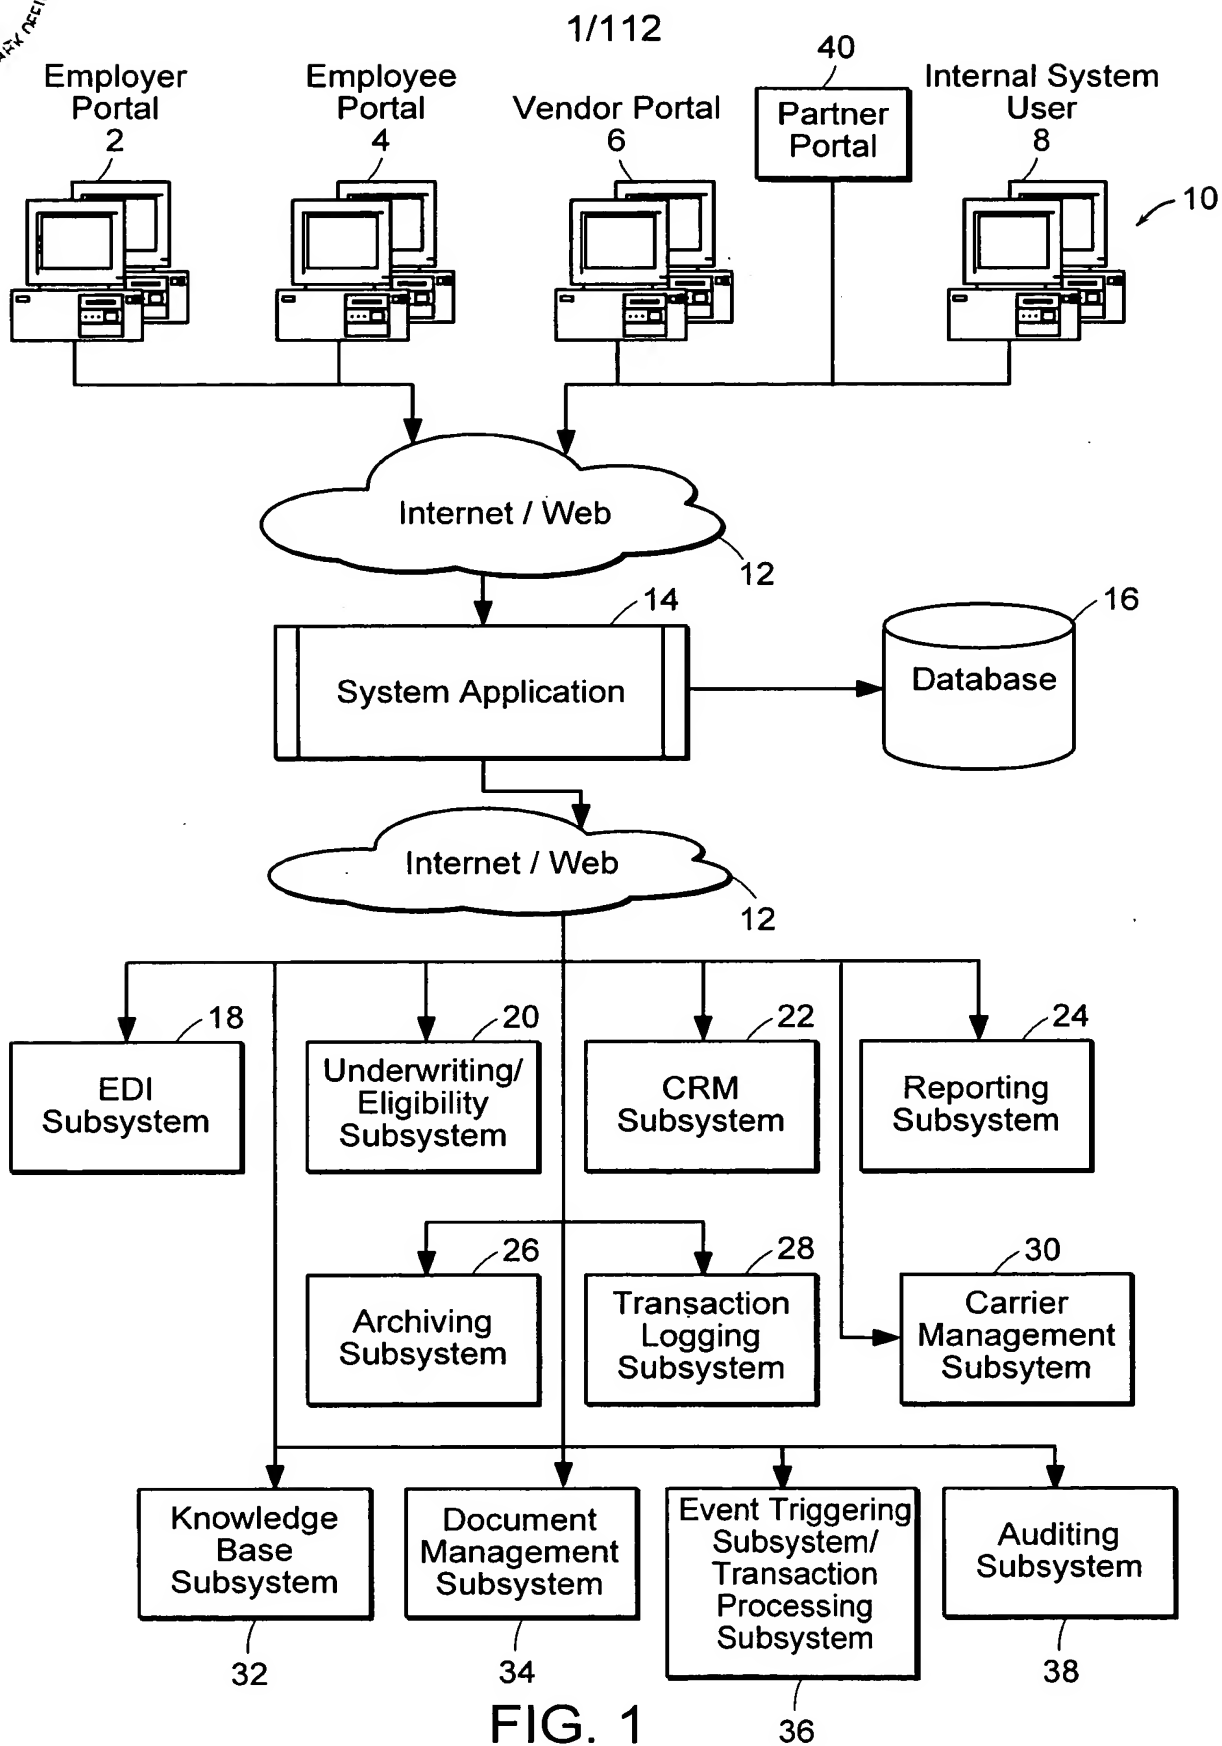 1/112
Employer
Portal
2
Employee
Portal
4
Vendor Portal
6
40
Partner
Portal
Internal System
User
8
10
Internet / Web
12
14
System Application
16
Database
Internet / Web
12
18
EDI
Subsystem
20
Underwriting/
Eligibility
Subsystem
22
CRM
Subsystem
24
Reporting
Subsystem
26
Archiving
Subsystem
28
Transaction
Logging
Subsystem
30
Carrier
Management
Subsytem
Knowledge
Base
Subsystem
32
Document
Management
Subsystem
34
Event Triggering
Subsystem/
Transaction
Processing
Subsystem
36
Auditing
Subsystem
38
FIG. 1